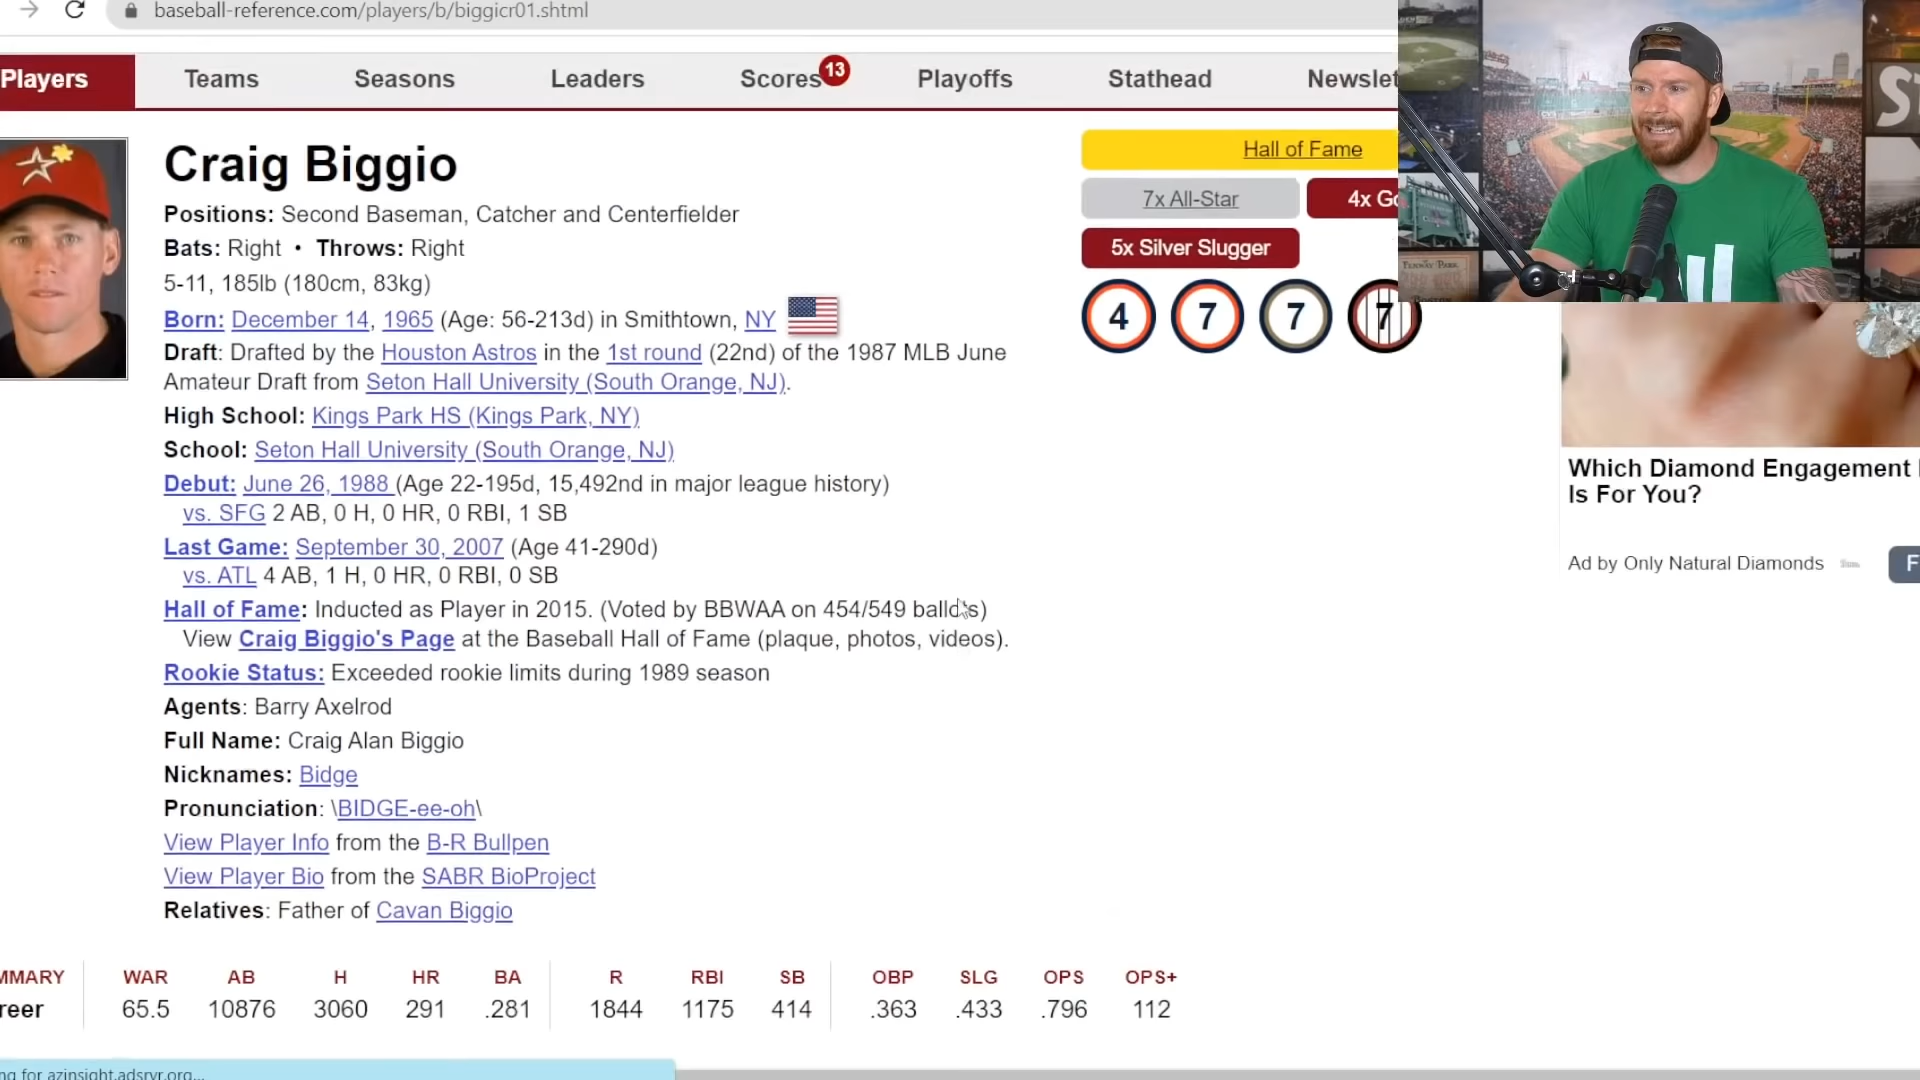 baseball-reference.com/players/b/biggicr01.shtml
Players Teams Seasons Leaders Scores 13 Playoffs Stathead Newslet
Craig Biggio
Positions: Second Baseman, Catcher and Centerfielder
Bats: Right • Throws: Right
5-11, 185lb (180cm, 83kg)
Born: December 14, 1965 (Age: 56-213d) in Smithtown, NY
Draft: Drafted by the Houston Astros in the 1st round (22nd) of the 1987 MLB June
Amateur Draft from Seton Hall University (South Orange, NJ).
High School: Kings Park HS (Kings Park, NY)
School: Seton Hall University (South Orange, NJ)
Debut: June 26, 1988 (Age 22-195d, 15,492nd in major league history)
vs. SFG 2 AB, 0 H, 0 HR, 0 RBI, 1 SB
Last Game: September 30, 2007 (Age 41-290d)
vs. ATL 4 AB, 1 H, 0 HR, 0 RBI, 0 SB
Hall of Fame: Inducted as Player in 2015. (Voted by BBWAA on 454/549 ballots)
View Craig Biggio's Page at the Baseball Hall of Fame (plaque, photos, videos).
Rookie Status: Exceeded rookie limits during 1989 season
Agents: Barry Axelrod
Full Name: Craig Alan Biggio
Nicknames: Bidge
Pronunciation: \BIDGE-ee-oh\
View Player Info from the B-R Bullpen
View Player Bio from the SABR BioProject
Relatives: Father of Cavan Biggio
Hall of Fame
7x All-Star 4x Go
5x Silver Slugger
4 7 7 7
FENWAY PARK
BOSTON
ST
Which Diamond Engagement
Is For You?
Ad by Only Natural Diamonds
F
MMARY WAR AB H HR BA R RBI SB OBP SLG OPS OPS+
reer 65.5 10876 3060 291 .281 1844 1175 414 .363 .433 .796 112
ng for azinsight.adsrvr.org...